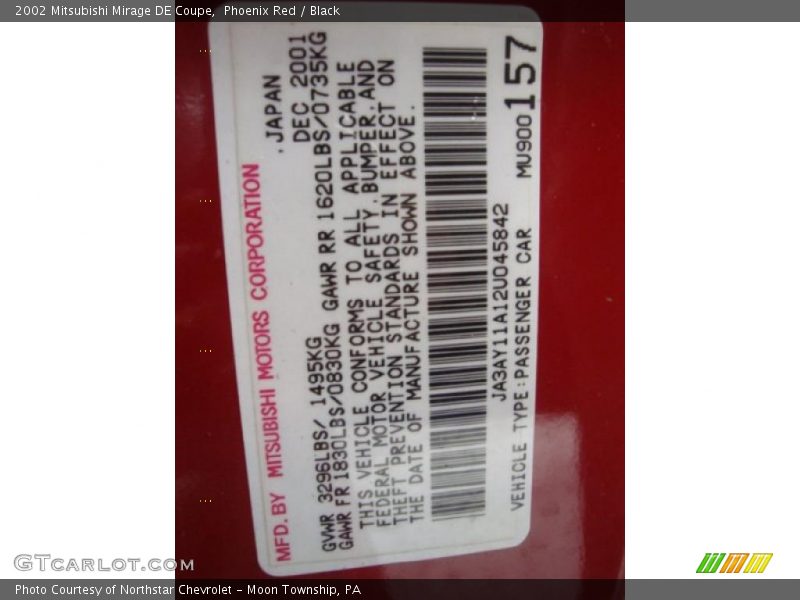 2002 Mitsubishi Mirage DE Coupe,  Phoenix Red / Black
MFD. BY MITSUBISHI MOTORS CORPORATION .JAPAN
GVWR 3296LBS/ 1495KG DEC 2001
GAWR FR 1830LBS/0830KG GAWR RR 1620LBS/0735KG
THIS VEHICLE CONFORMS TO ALL APPLICABLE
FEDERAL MOTOR VEHICLE SAFETY, BUMPER, AND
THEFT PREVENTION STANDARDS IN EFFECT ON
THE DATE OF MANUFACTURE SHOWN ABOVE.
JA3AY11A12U045842
VEHICLE TYPE:PASSENGER CAR MU900157
GTCARLOT.COM
Photo Courtesy of Northstar Chevrolet - Moon Township, PA